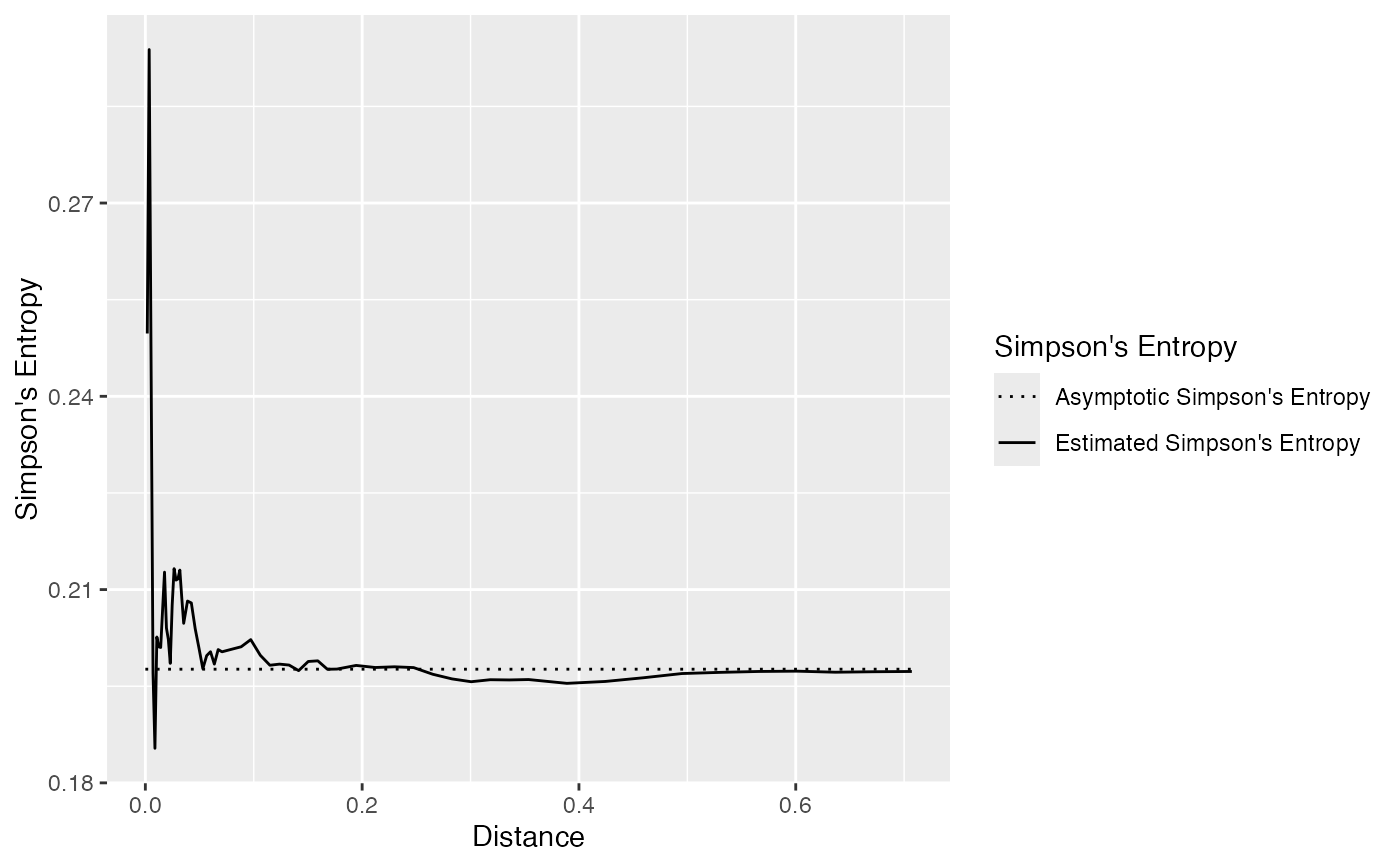 Simpson's Entropy
0.27
0.24
0.21
0.18
0.0 0.2 0.4 0.6
Distance
Simpson's Entropy
Asymptotic Simpson's Entropy
Estimated Simpson's Entropy